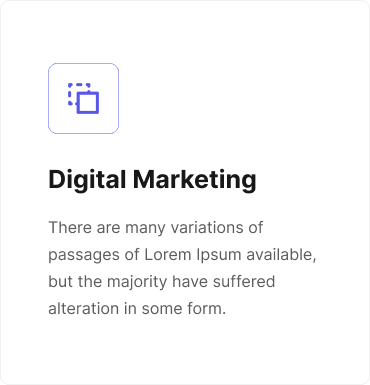 Digital Marketing
There are many variations of
passages of Lorem Ipsum available,
but the majority have suffered
alteration in some form.